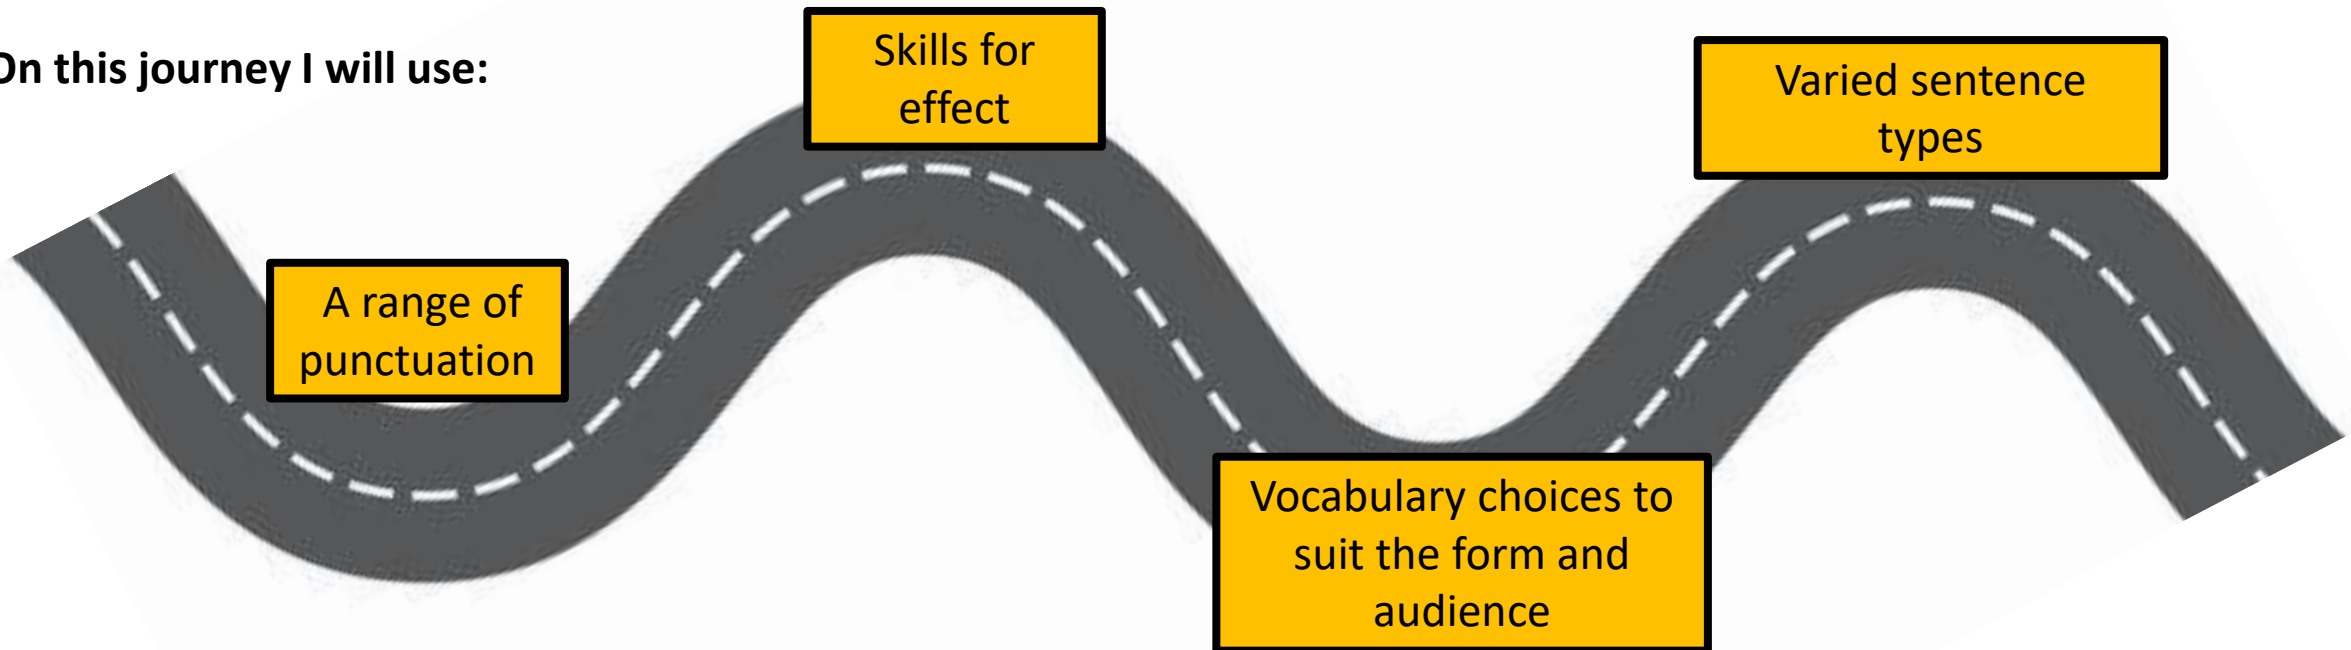 On this journey I will use:
A range of
punctuation
Skills for
effect
Vocabulary choices to
suit the form and
audience
Varied sentence
types